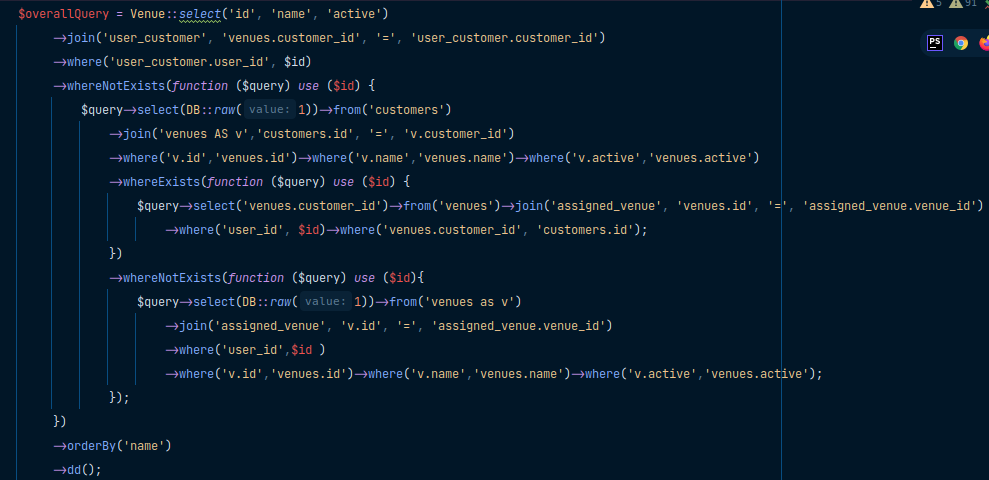 $overallQuery = Venue::select('id', 'name', 'active')
5 91
->join('user_customer', 'venues.customer_id', '=', 'user_customer.customer_id')
PS
->where('user_customer.user_id', $id)
->whereNotExists(function ($query) use ($id) {
$query->select(DB::raw( value: 1))->from('customers')
->join('venues AS v','customers.id', '=', 'v.customer_id')
->where('v.id','venues.id')->where('v.name','venues.name')->where('v.active','venues.active')
->whereExists(function ($query) use ($id) {
$query->select('venues.customer_id')->from('venues')->join('assigned_venue', 'venues.id', '=', 'assigned_venue.venue_id')
->where('user_id', $id)->where('venues.customer_id', 'customers.id');
})
->whereNotExists(function ($query) use ($id){
$query->select(DB::raw( value: 1))->from('venues as v')
->join('assigned_venue', 'v.id', '=', 'assigned_venue.venue_id')
->where('user_id',$id )
->where('v.id','venues.id')->where('v.name','venues.name')->where('v.active','venues.active');
});
})
->orderBy('name')
->dd();